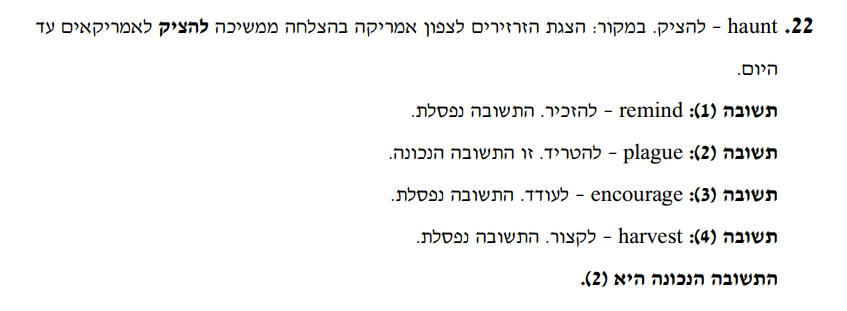 22. haunt – להציק. במקור: הצגת הזרזירים לצפון אמריקה בהצלחה ממשיכה להציק לאמריקאים עד
היום.
תשובה (1): remind – להזכיר. התשובה נפסלת.
תשובה (2): plague – להטריד. זו התשובה הנכונה.
תשובה (3): encourage – לעודד. התשובה נפסלת.
תשובה (4): harvest – לקצור. התשובה נפסלת.
התשובה הנכונה היא (2).